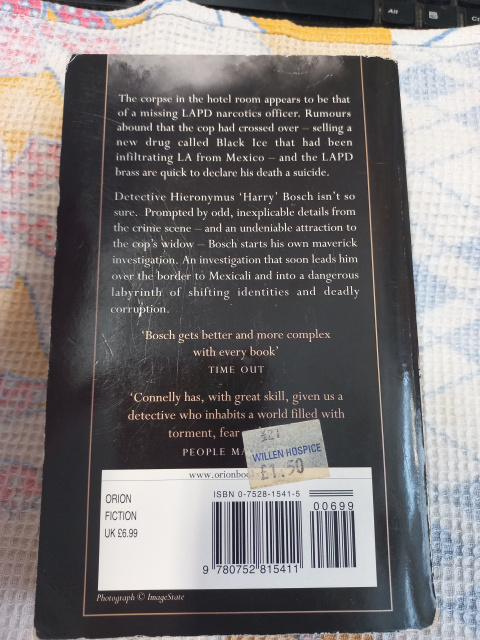 Alt
The corpse in the hotel room appears to be that
of a missing LAPD narcotics officer. Rumours
abound that the cop had crossed over – selling a
new drug called Black Ice that had been
infiltrating LA from Mexico – and the LAPD
brass are quick to declare his death a suicide.
Detective Hieronymus 'Harry' Bosch isn't so
sure. Prompted by odd, inexplicable details from
the crime scene – and an undeniable attraction to
the cop's widow – Bosch starts his own maverick
investigation. An investigation that soon leads him
over the border to Mexicali and into a dangerous
labyrinth of shifting identities and deadly
corruption.
'Bosch gets better and more complex
with every book'
TIME OUT
'Connelly has, with great skill, given us a
detective who inhabits a world filled with
torment, fear
PEOPLE MA
£21
WILLEN HOSPICE
£1.50
www.orionboo
ORION
FICTION
UK £6.99
ISBN 0-7528-1541-5
00699
9 780752 815411
Photograph © ImageState